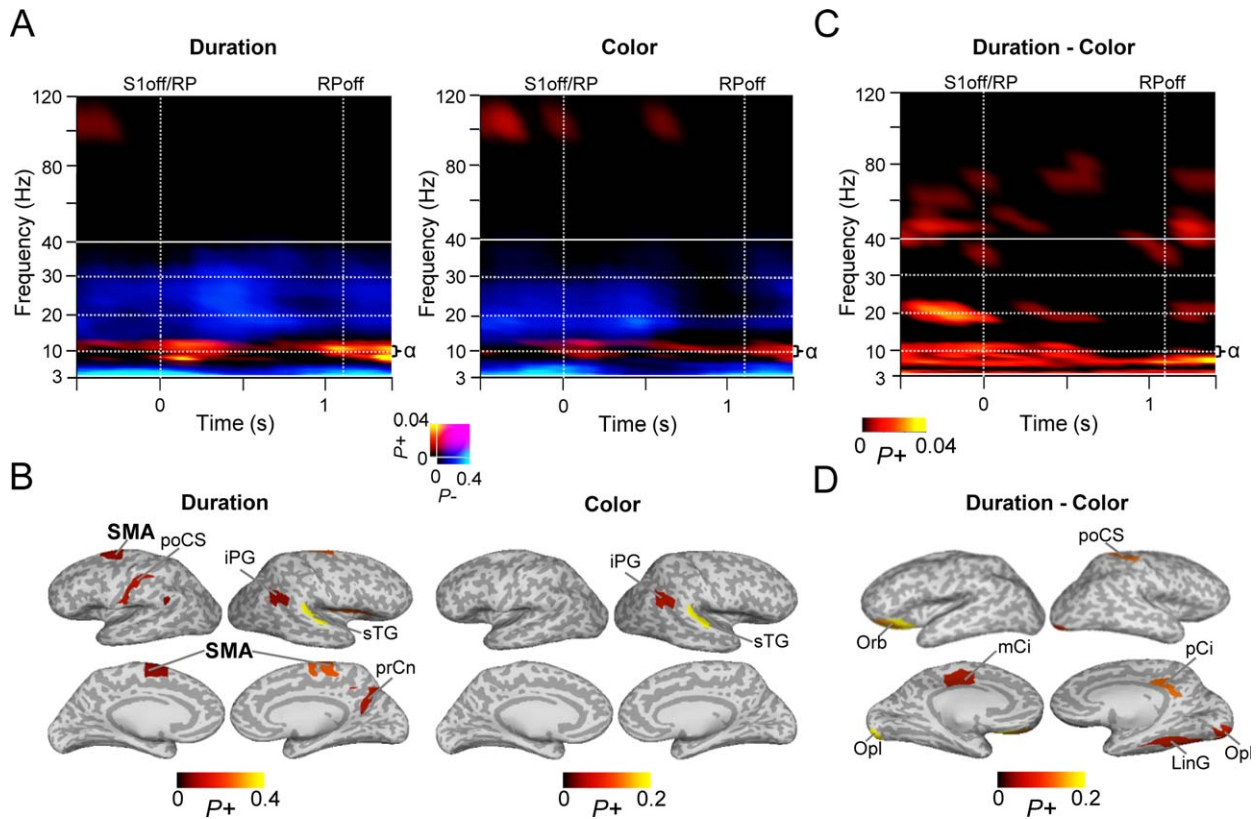 A
Duration
Color
S1off/RP RPoff
S1off/RP RPoff
120
80
40
30
20
10
3
Frequency (Hz)
0 1
Time (s)
α
120
80
40
30
20
10
3
Frequency (Hz)
0 1
Time (s)
α
0.04
P+
0
0 0.4
P-
C
Duration - Color
S1off/RP RPoff
120
80
40
30
20
10
3
Frequency (Hz)
0 1
Time (s)
α
0 0.04
P+
B
Duration
SMA
poCS
iPG
sTG
SMA
prCn
0 0.4
P+
Color
iPG
sTG
0 0.2
P+
D
Duration - Color
poCS
Orb
mCi
pCi
Opl
LinG
Opl
0 0.2
P+